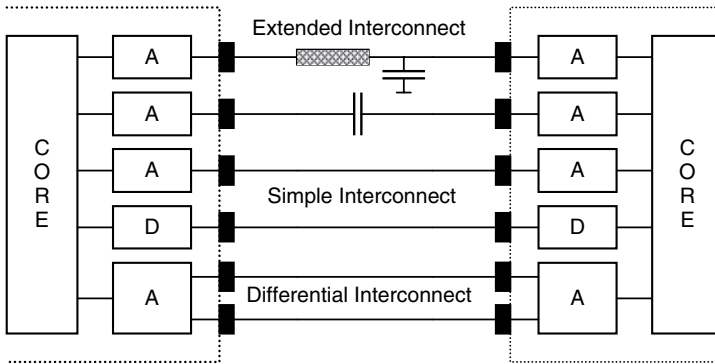 Extended Interconnect
A
A
A
A
C
O
R
E
A
A
C
O
R
E
Simple Interconnect
D
D
Differential Interconnect
A
A